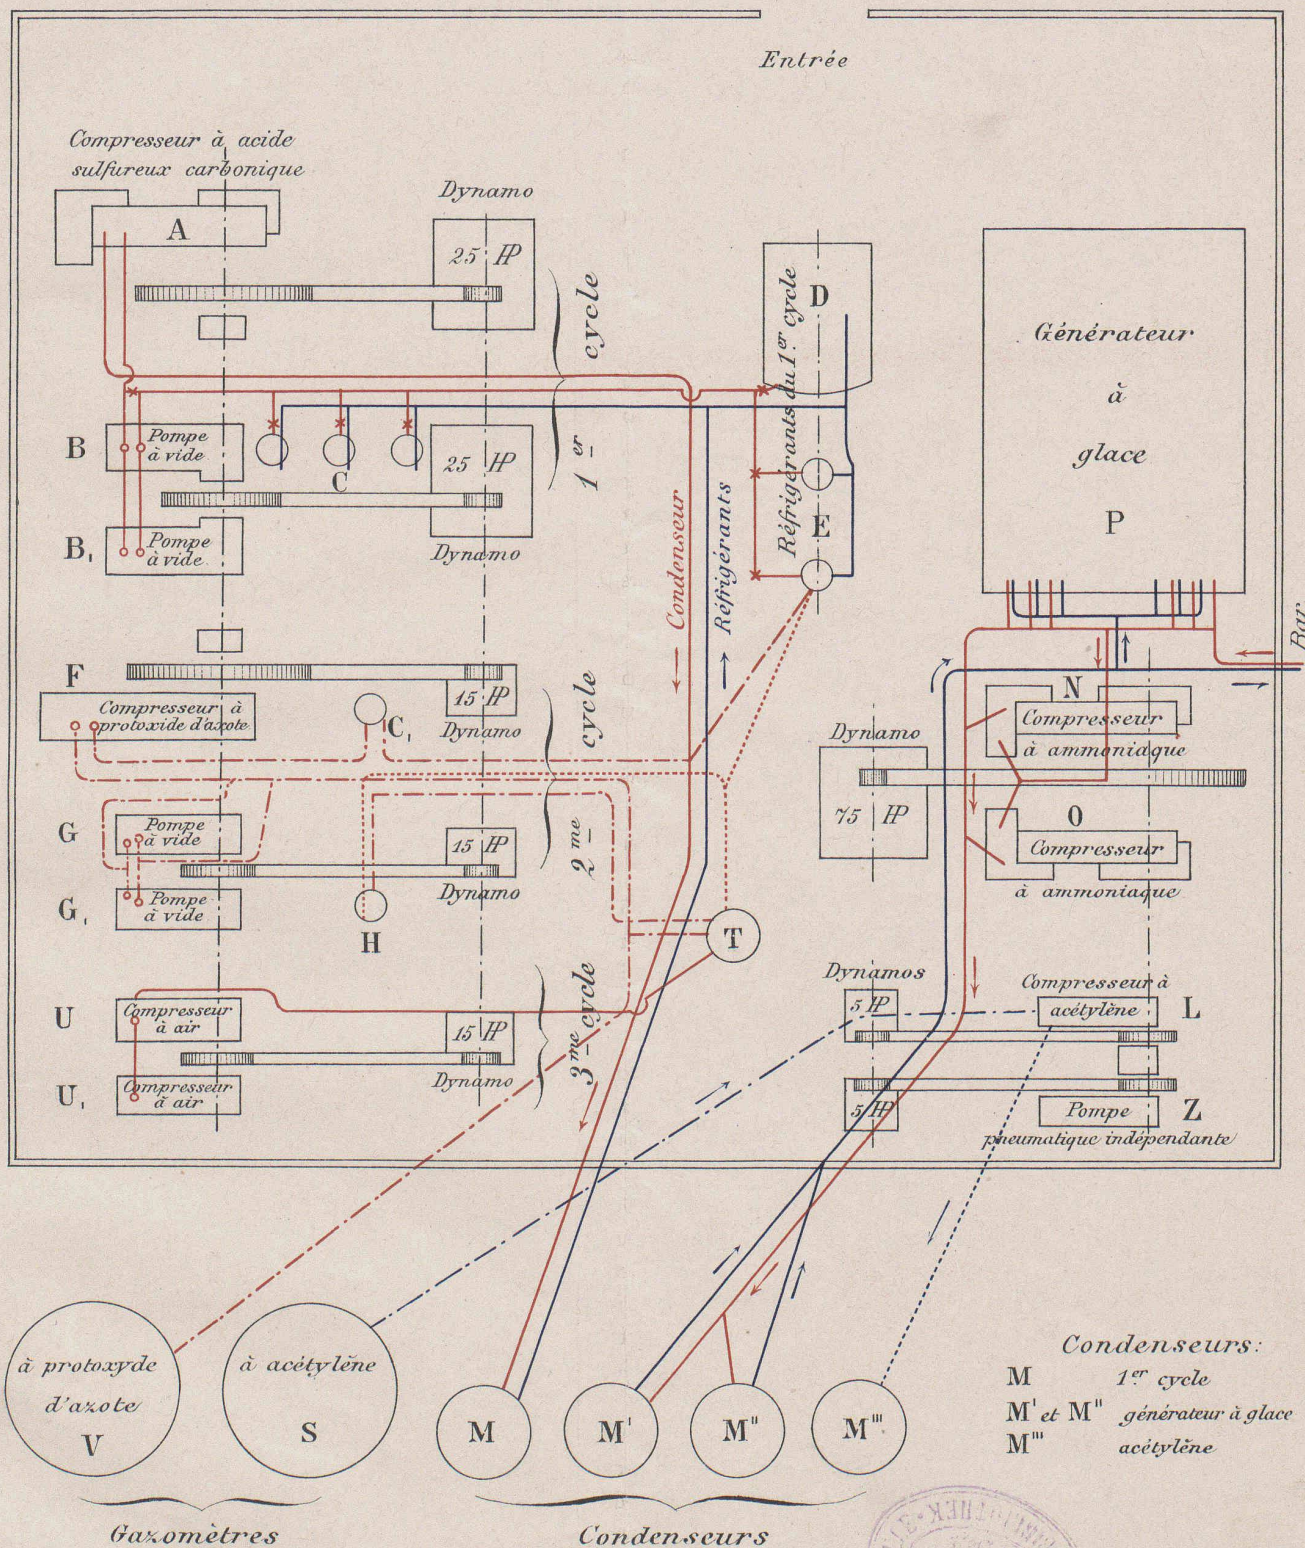 Entrée
Compresseur à acide
sulfureux carbonique
A
Dynamo
25 HP
cycle
1er
B
Pompe
à vide
C
25 HP
Dynamo
B,
Pompe
à vide
Condenseur
Réfrigérants
Réfrigérants du 1er cycle
D
E
Générateur
à
glace
P
F
Compresseur à
protoxide d'azote
C,
15 HP
Dynamo
cycle
2me
G
Pompe
à vide
15 HP
Dynamo
G,
Pompe
à vide
H
T
Dynamo
75 HP
N
Compresseur
à ammoniaque
O
Compresseur
à ammoniaque
Bar
U
Compresseur
à air
15 HP
Dynamo
U,
Compresseur
à air
3me cycle
Dynamos
5 HP
Compresseur à
acétylène
L
5 HP
Pompe
Z
pneumatique indépendante
à protoxyde
d'azote
V
à acétylène
S
M
M'
M"
M'''
Gazomètres
Condenseurs
Condenseurs:
M 1er cycle
M' et M" générateur à glace
M''' acétylène